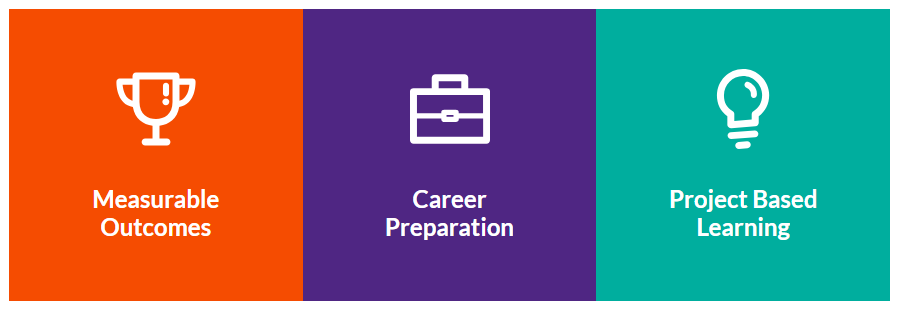 Measurable
Outcomes
Career
Preparation
Project Based
Learning